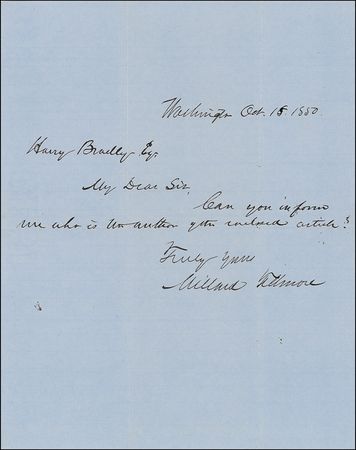 Washington Oct. 15. 1850
Harry Bradley Esq.
My Dear Sir,
Can you inform
me who is the author of the enclosed article?
Truly yours
Millard Fillmore